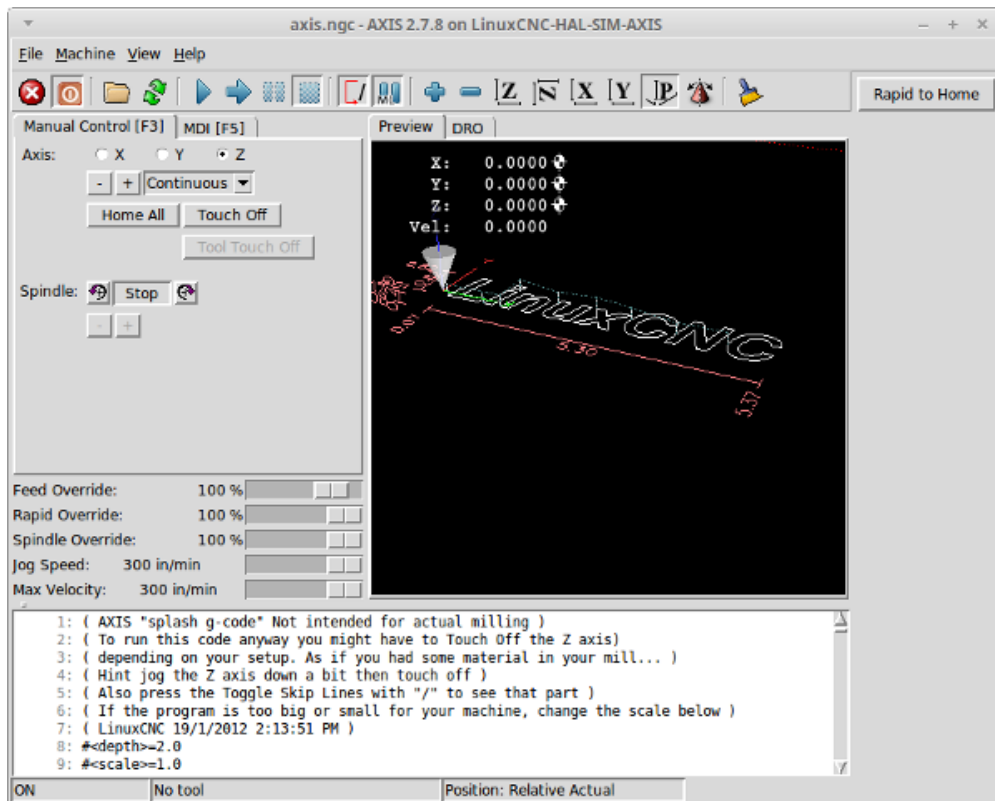 axis.ngc - AXIS 2.7.8 on LinuxCNC-HAL-SIM-AXIS
File Machine View Help
Z N X Y P
Rapid to Home
Manual Control [F3] MDI [F5]
Preview DRO
Axis: X Y Z
- + Continuous
Home All Touch Off
Tool Touch Off
Spindle: Stop
- +
X: 0.0000
Y: 0.0000
Z: 0.0000
Vel: 0.0000
LinuxCNC
5.30
5.37
Feed Override: 100 %
Rapid Override: 100 %
Spindle Override: 100 %
Jog Speed: 300 in/min
Max Velocity: 300 in/min
1: ( AXIS "splash g-code" Not intended for actual milling )
2: ( To run this code anyway you might have to Touch Off the Z axis)
3: ( depending on your setup. As if you had some material in your mill... )
4: ( Hint jog the Z axis down a bit then touch off )
5: ( Also press the Toggle Skip Lines with "/" to see that part )
6: ( If the program is too big or small for your machine, change the scale below )
7: ( LinuxCNC 19/1/2012 2:13:51 PM )
8: #<depth>=2.0
9: #<scale>=1.0
ON No tool Position: Relative Actual